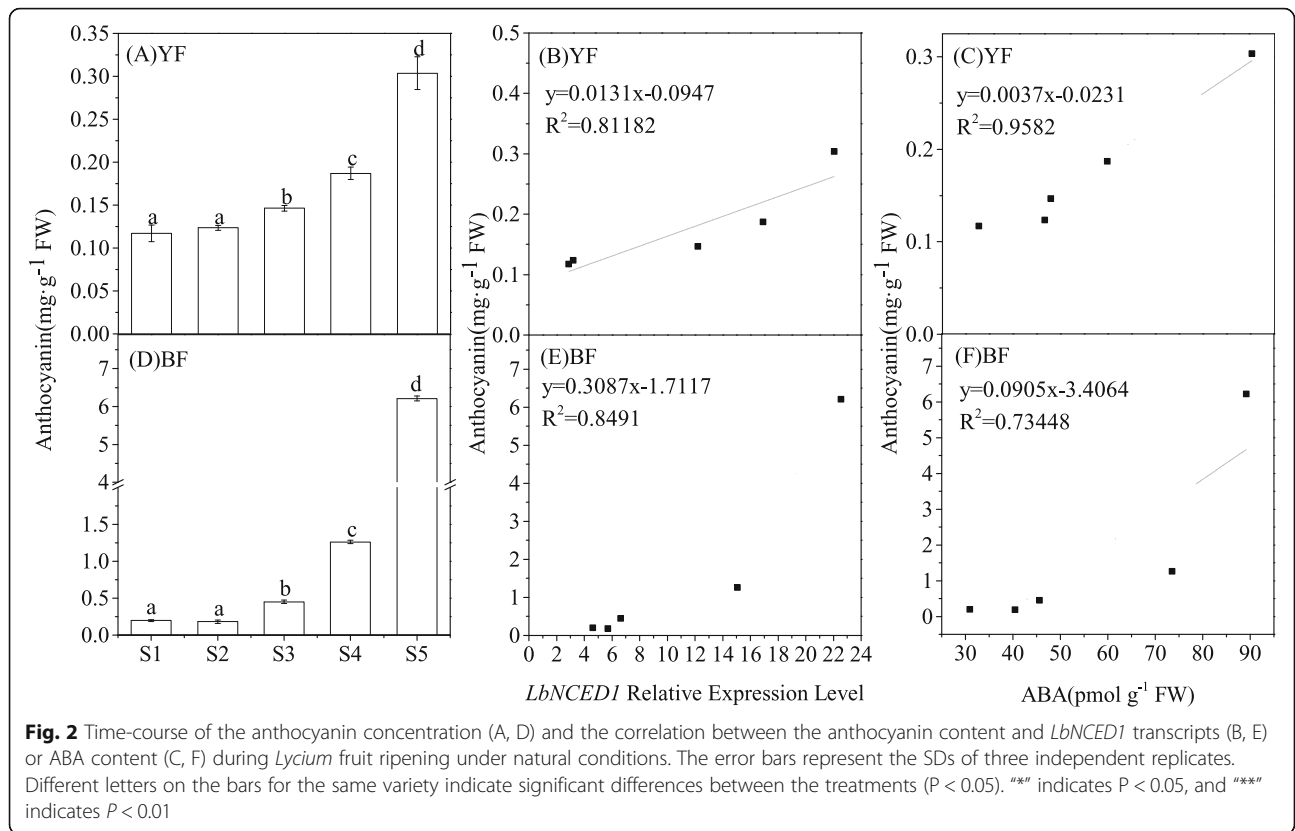 (A)YF
0.35
0.30
0.25
0.20
0.15
0.10
0.05
0.00
a
a
b
c
d
Anthocyanin(mg·g-1 FW)
(B)YF
y=0.0131x-0.0947
R2=0.81182
0.5
0.4
0.3
0.2
0.1
0.0
(C)YF
y=0.0037x-0.0231
R2=0.9582
0.3
0.2
0.1
0.0
(D)BF
7
6
5
4
1.5
1.0
0.5
0.0
a
a
b
c
d
S1 S2 S3 S4 S5
Anthocyanin(mg·g-1 FW)
(E)BF
y=0.3087x-1.7117
R2=0.8491
7
6
5
4
3
2
1
0
0 2 4 6 8 10 12 14 16 18 20 22 24
LbNCED1 Relative Expression Level
Anthocyanin(mg·g-1 FW)
(F)BF
y=0.0905x-3.4064
R2=0.73448
7
6
5
4
3
2
1
0
30 40 50 60 70 80 90
ABA(pmol g-1 FW)
Fig. 2 Time-course of the anthocyanin concentration (A, D) and the correlation between the anthocyanin content and LbNCED1 transcripts (B, E)
or ABA content (C, F) during Lycium fruit ripening under natural conditions. The error bars represent the SDs of three independent replicates.
Different letters on the bars for the same variety indicate significant differences between the treatments (P < 0.05). “*” indicates P < 0.05, and “**”
indicates P < 0.01